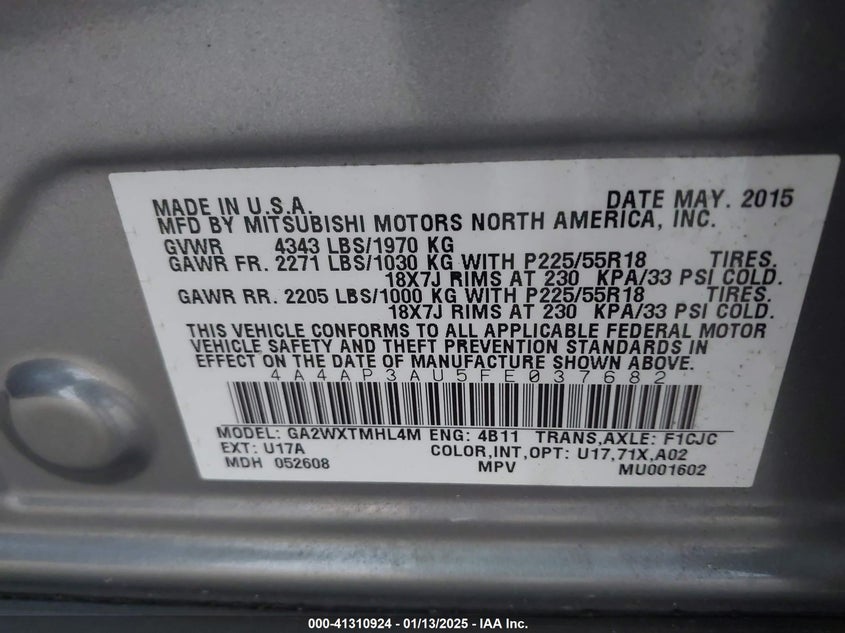 MADE IN U.S.A. DATE MAY. 2015
MFD BY MITSUBISHI MOTORS NORTH AMERICA, INC.
GVWR 4343 LBS/1970 KG
GAWR FR. 2271 LBS/1030 KG WITH P225/55R18 TIRES.
18X7J RIMS AT 230 KPA/33 PSI COLD.
GAWR RR. 2205 LBS/1000 KG WITH P225/55R18 TIRES.
18X7J RIMS AT 230 KPA/33 PSI COLD.
THIS VEHICLE CONFORMS TO ALL APPLICABLE FEDERAL MOTOR
VEHICLE SAFETY AND THEFT PREVENTION STANDARDS IN
EFFECT ON THE DATE OF MANUFACTURE SHOWN ABOVE.
4A4AP3AU5FE037682
MODEL: GA2WXTMHL4M ENG: 4B11 TRANS,AXLE: F1CJC
EXT: U17A COLOR,INT,OPT: U17,71X,A02
MDH 052608 MPV MU001602
000-41310924 - 01/13/2025 - IAA Inc.